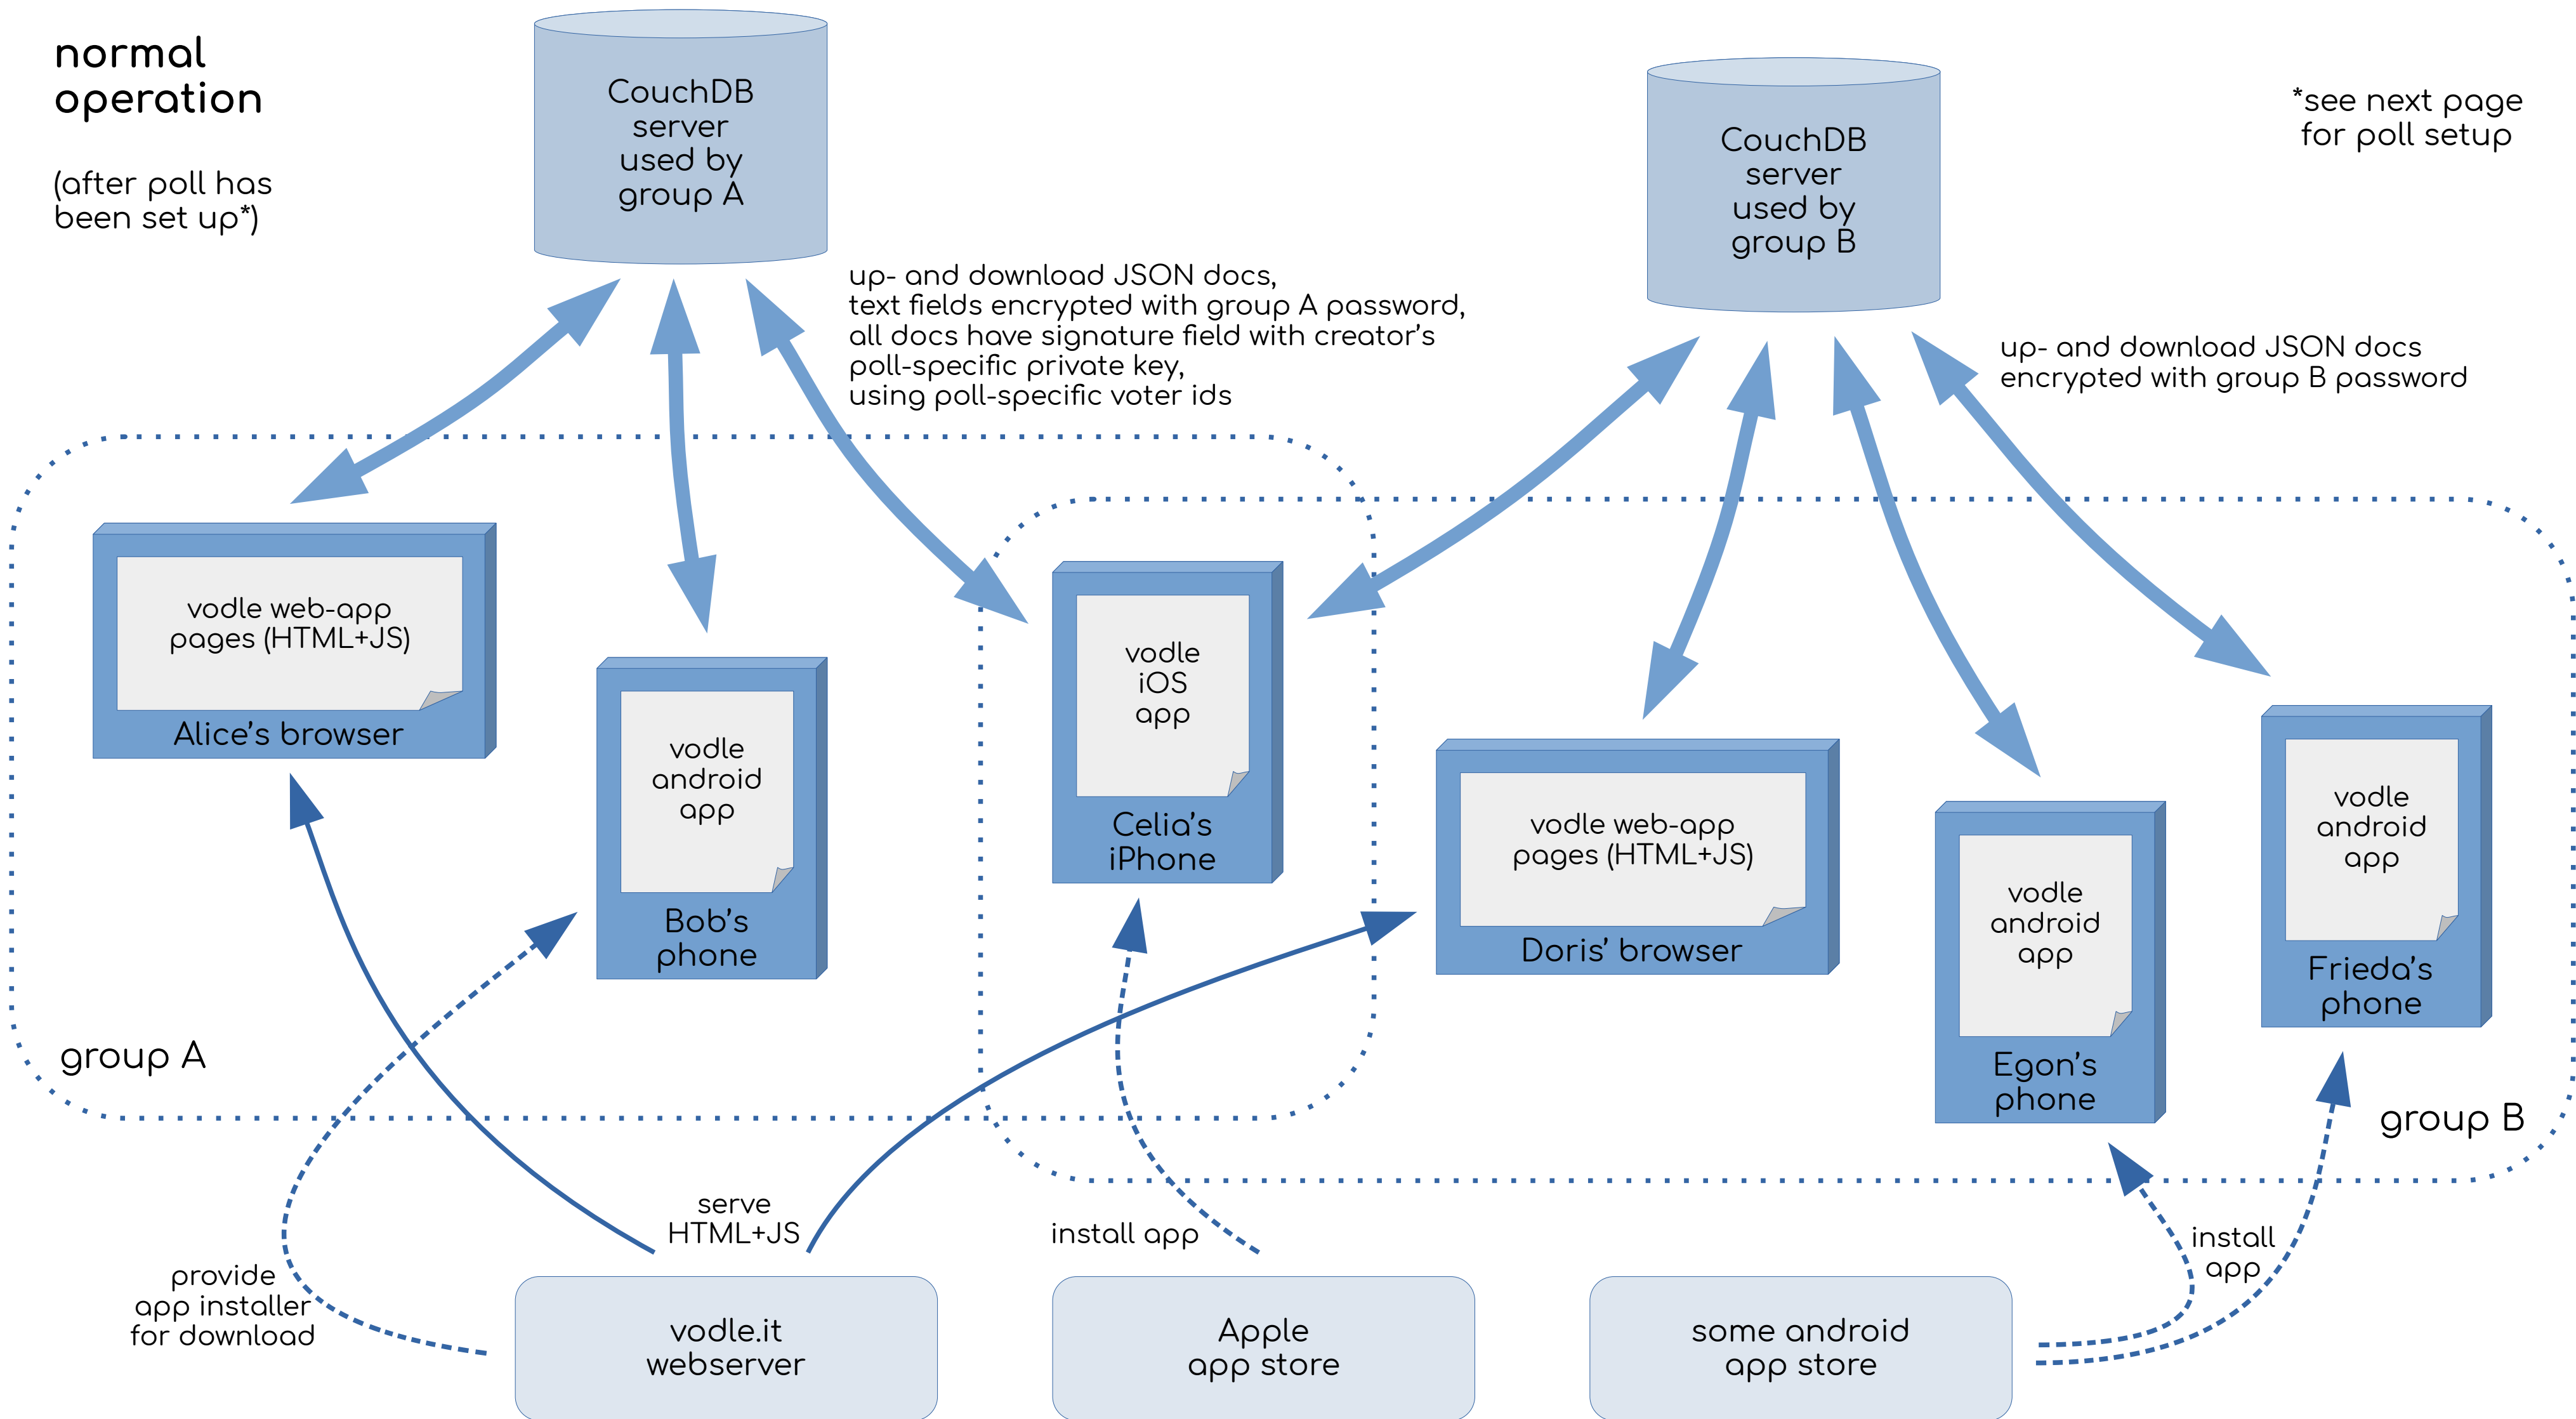 normal
operation
(after poll has
been set up*)
CouchDB
server
used by
group A
CouchDB
server
used by
group B
*see next page
for poll setup
up- and download JSON docs,
text fields encrypted with group A password,
all docs have signature field with creator's
poll-specific private key,
using poll-specific voter ids
up- and download JSON docs
encrypted with group B password
vodle web-app
pages (HTML+JS)
Alice's browser
vodle
android
app
Bob's
phone
vodle
iOS
app
Celia's
iPhone
vodle web-app
pages (HTML+JS)
Doris' browser
vodle
android
app
Egon's
phone
vodle
android
app
Frieda's
phone
group A
group B
provide
app installer
for download
serve
HTML+JS
install app
install
app
vodle.it
webserver
Apple
app store
some android
app store